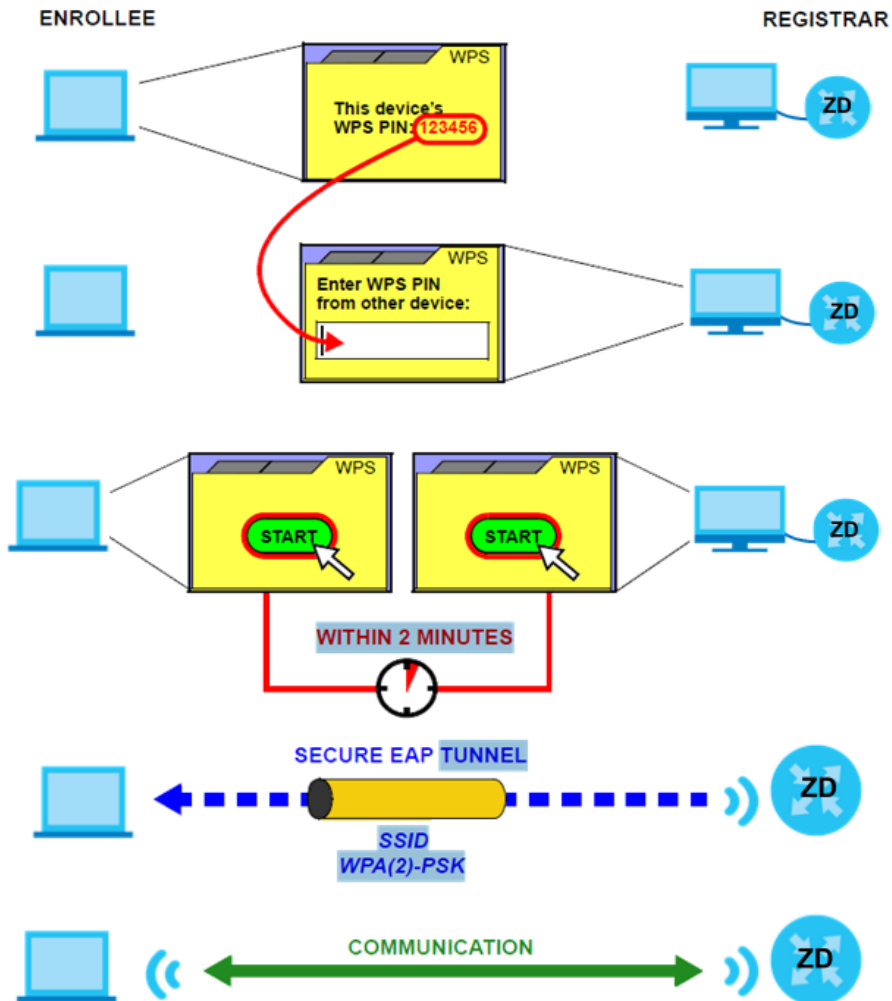 ENROLLEE
REGISTRAR
WPS
This device's
WPS PIN: 123456
ZD
WPS
Enter WPS PIN
from other device:
ZD
WPS
START
WPS
START
ZD
WITHIN 2 MINUTES
SECURE EAP TUNNEL
ZD
SSID
WPA(2)-PSK
COMMUNICATION
ZD